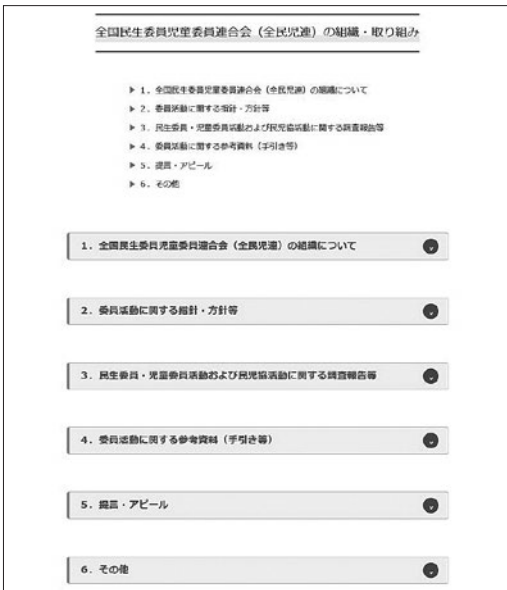 全国民生委員児童委員連合会（全民児連）の組織・取り組み
▶ 1．全国民生委員児童委員連合会（全民児連）の組織について
▶ 2．委員活動に関する指針・方針等
▶ 3．民生委員・児童委員活動および民児協活動に関する調査報告等
▶ 4．委員活動に関する参考資料（手引き等）
▶ 5．提言・アピール
▶ 6．その他
1．全国民生委員児童委員連合会（全民児連）の組織について
2．委員活動に関する指針・方針等
3．民生委員・児童委員活動および民児協活動に関する調査報告等
4．委員活動に関する参考資料（手引き等）
5．提言・アピール
6．その他